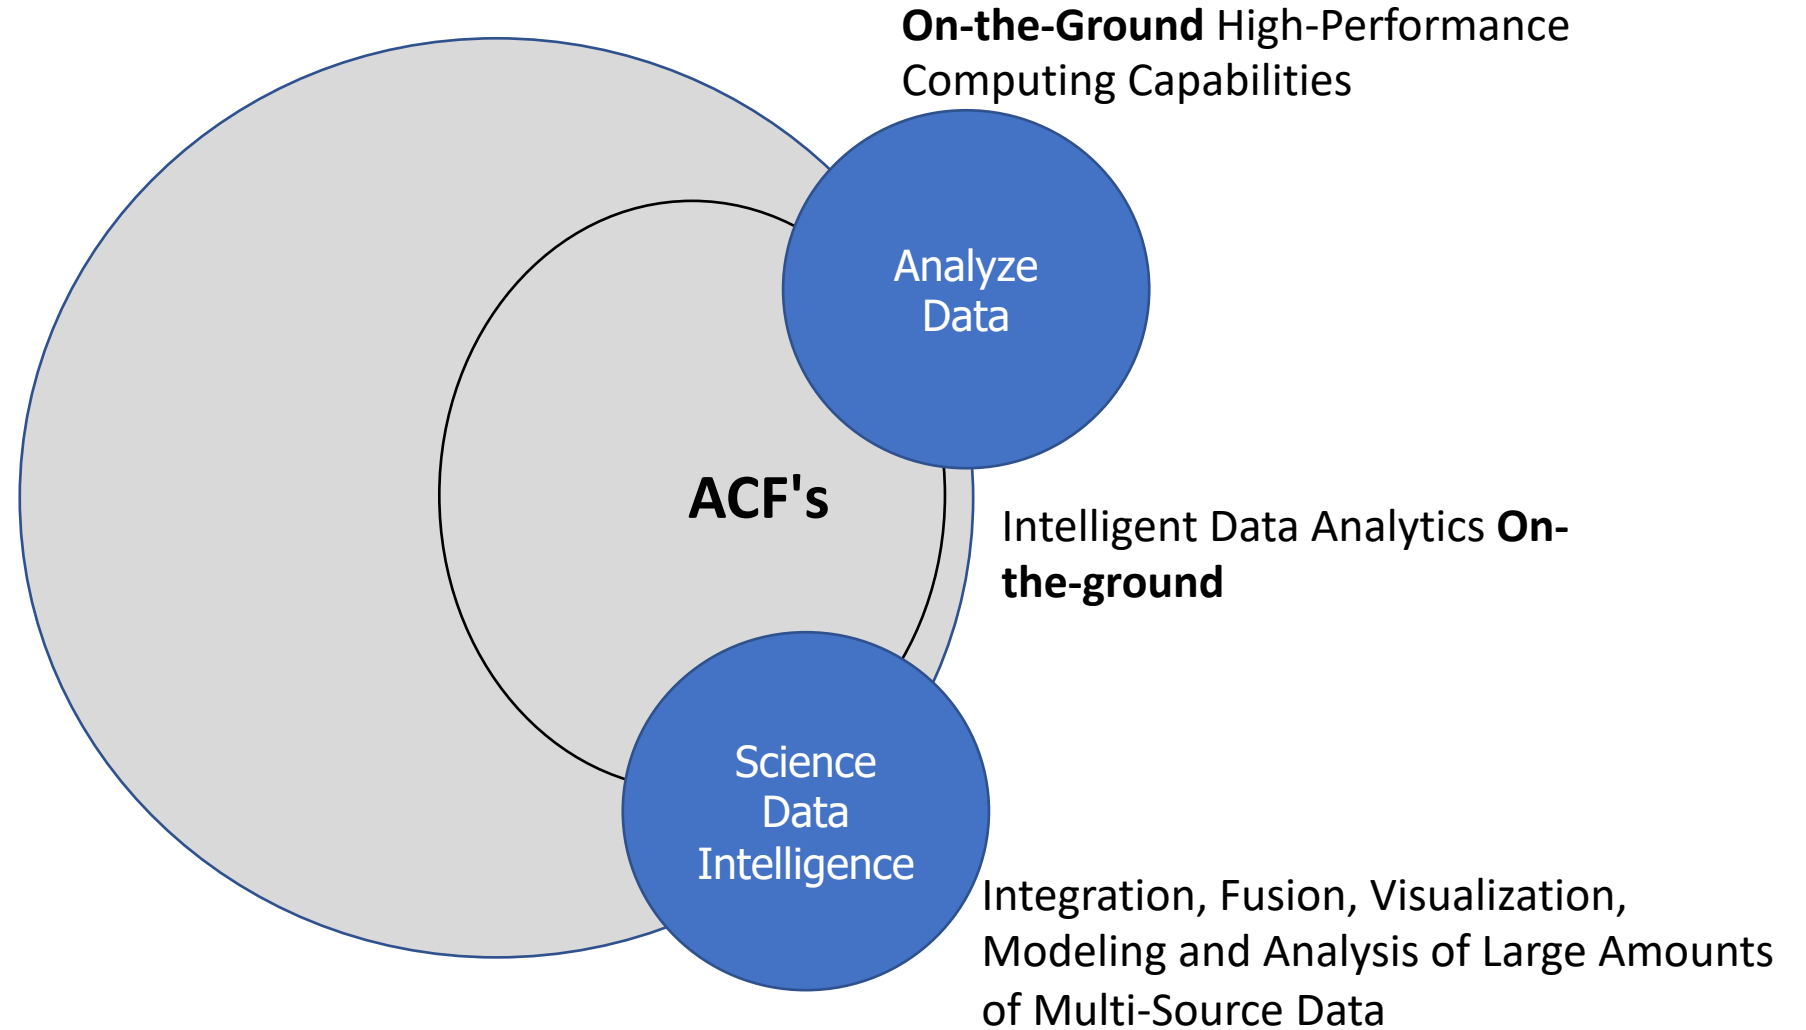 On-the-Ground High-Performance
Computing Capabilities
Analyze
Data
ACF's
Intelligent Data Analytics On-
the-ground
Science
Data
Intelligence
Integration, Fusion, Visualization,
Modeling and Analysis of Large Amounts
of Multi-Source Data